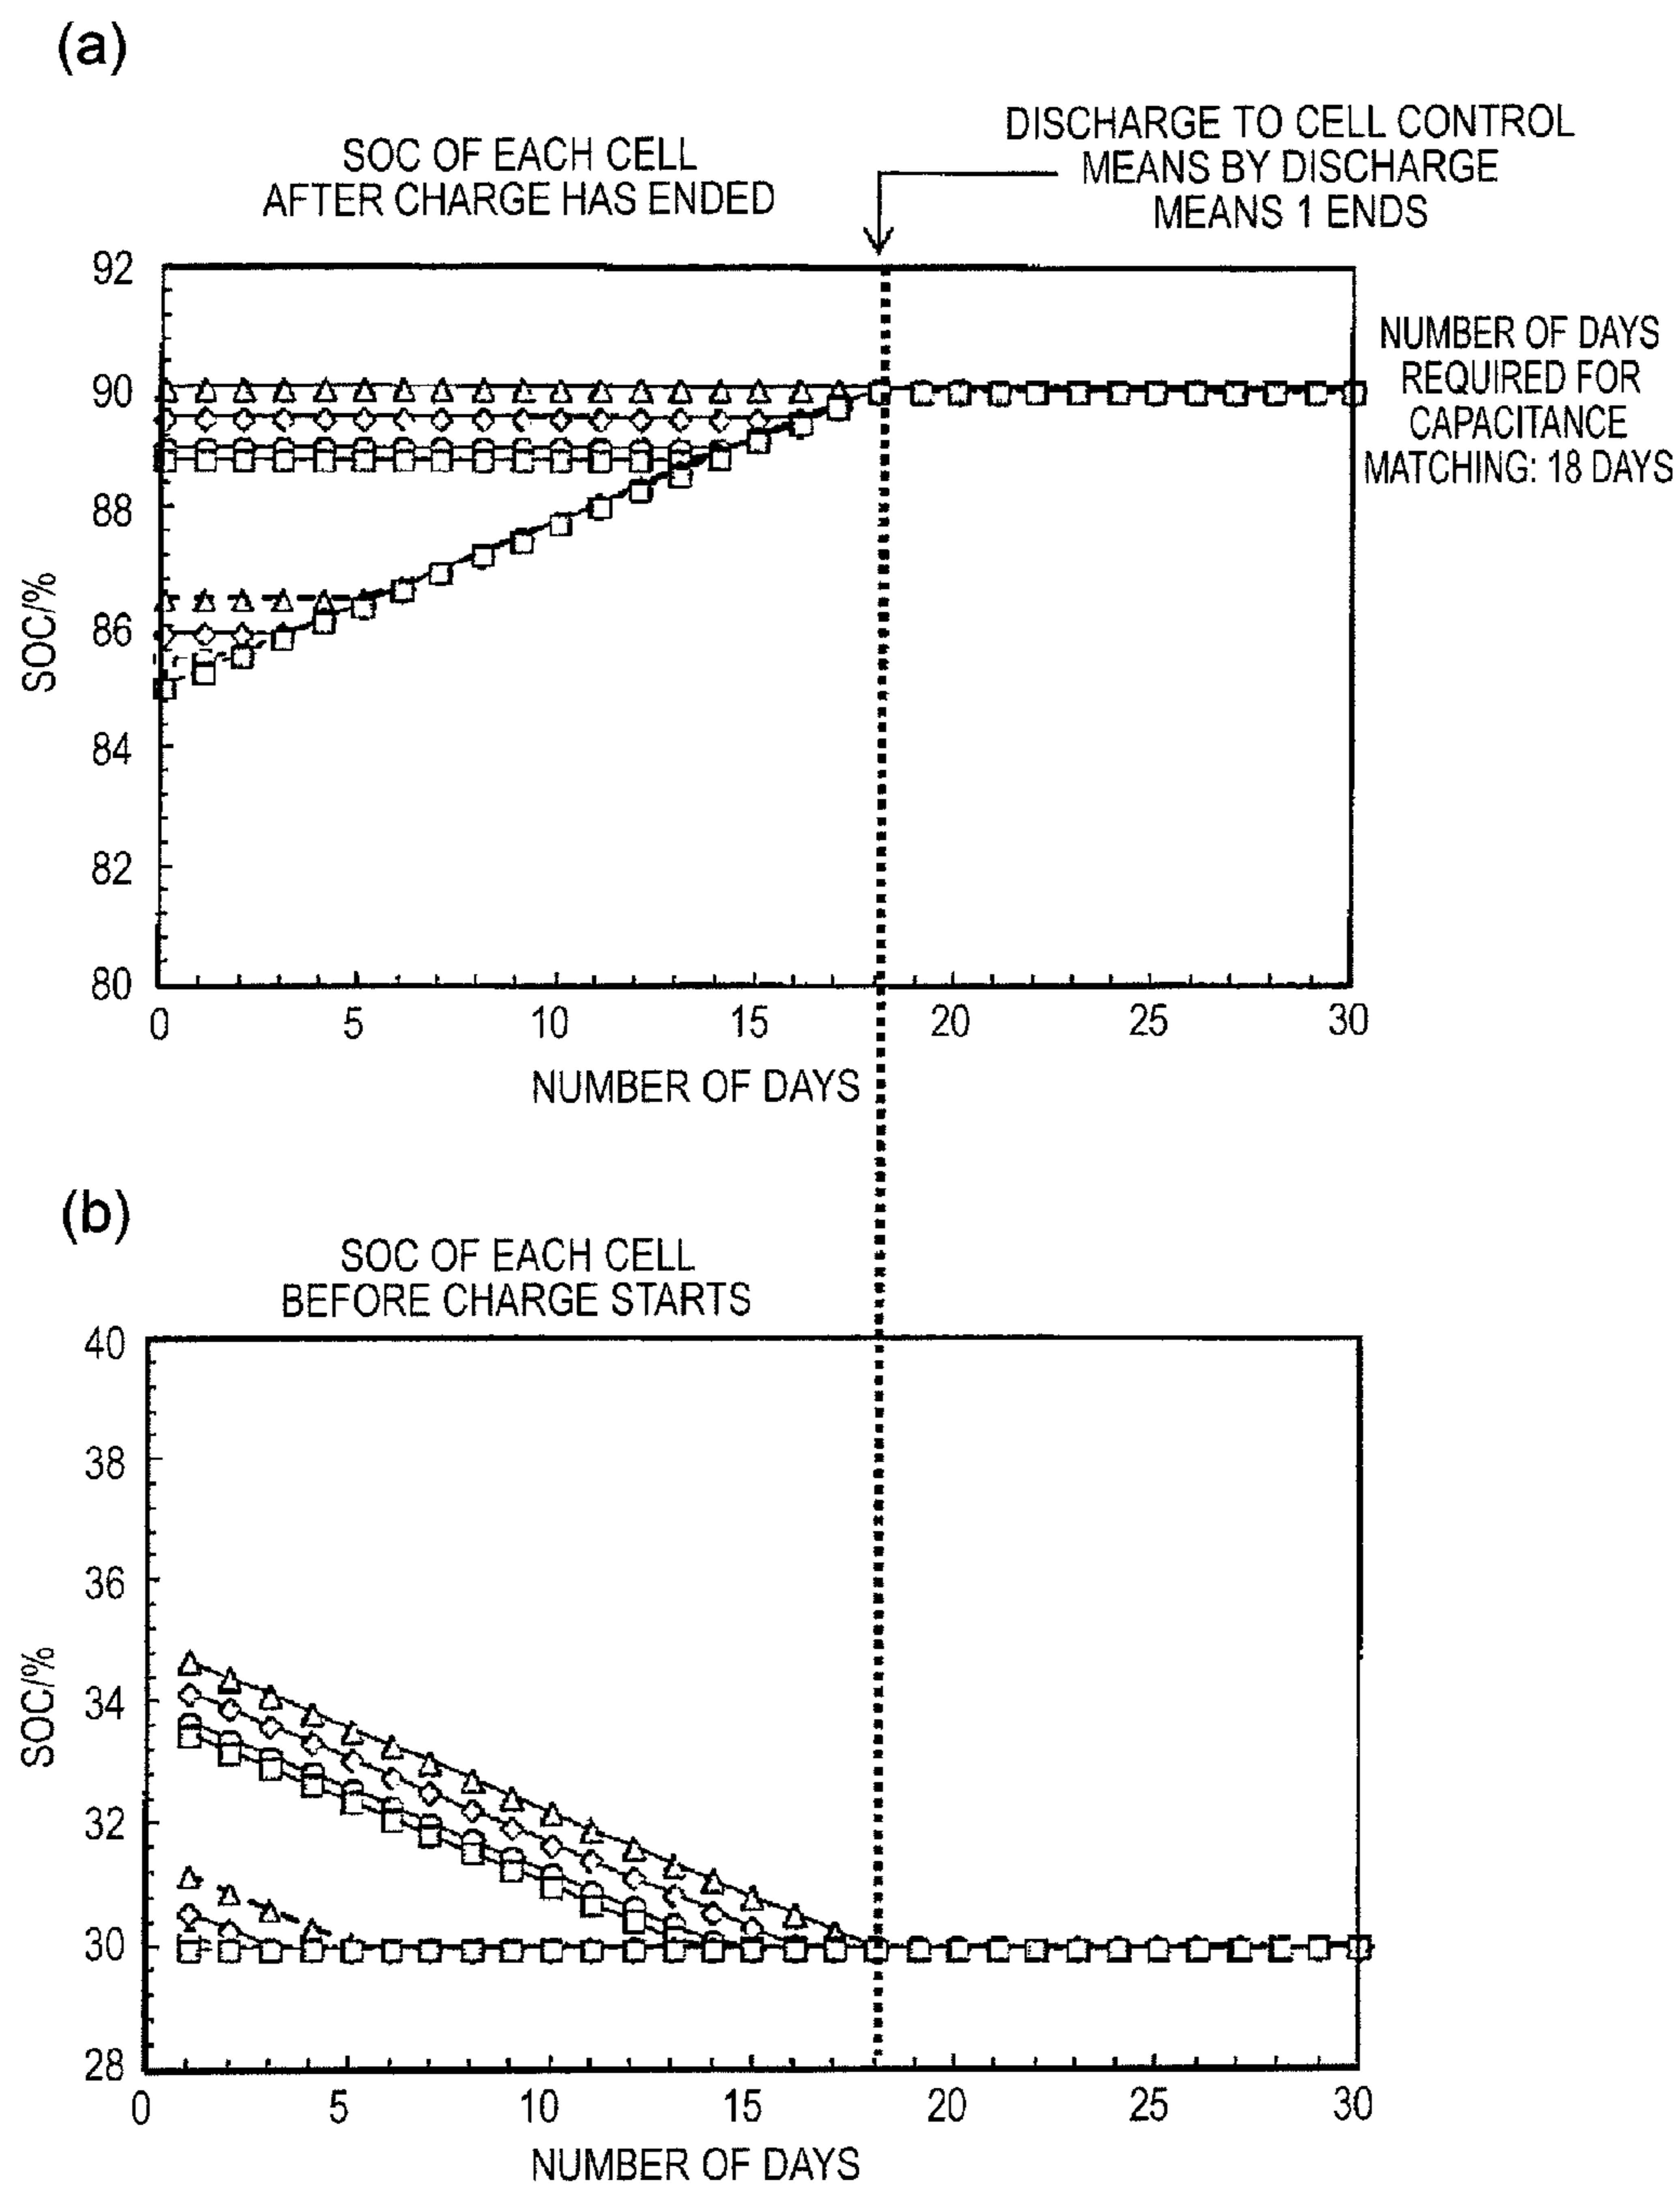 (a)
SOC OF EACH CELL
AFTER CHARGE HAS ENDED
DISCHARGE TO CELL CONTROL
MEANS BY DISCHARGE
MEANS 1 ENDS
92
90
88
86
84
82
80
SOC/%
0 5 10 15 20 25 30
NUMBER OF DAYS
NUMBER OF DAYS
REQUIRED FOR
CAPACITANCE
MATCHING: 18 DAYS
(b)
SOC OF EACH CELL
BEFORE CHARGE STARTS
40
38
36
34
32
30
28
SOC/%
0 5 10 15 20 25 30
NUMBER OF DAYS